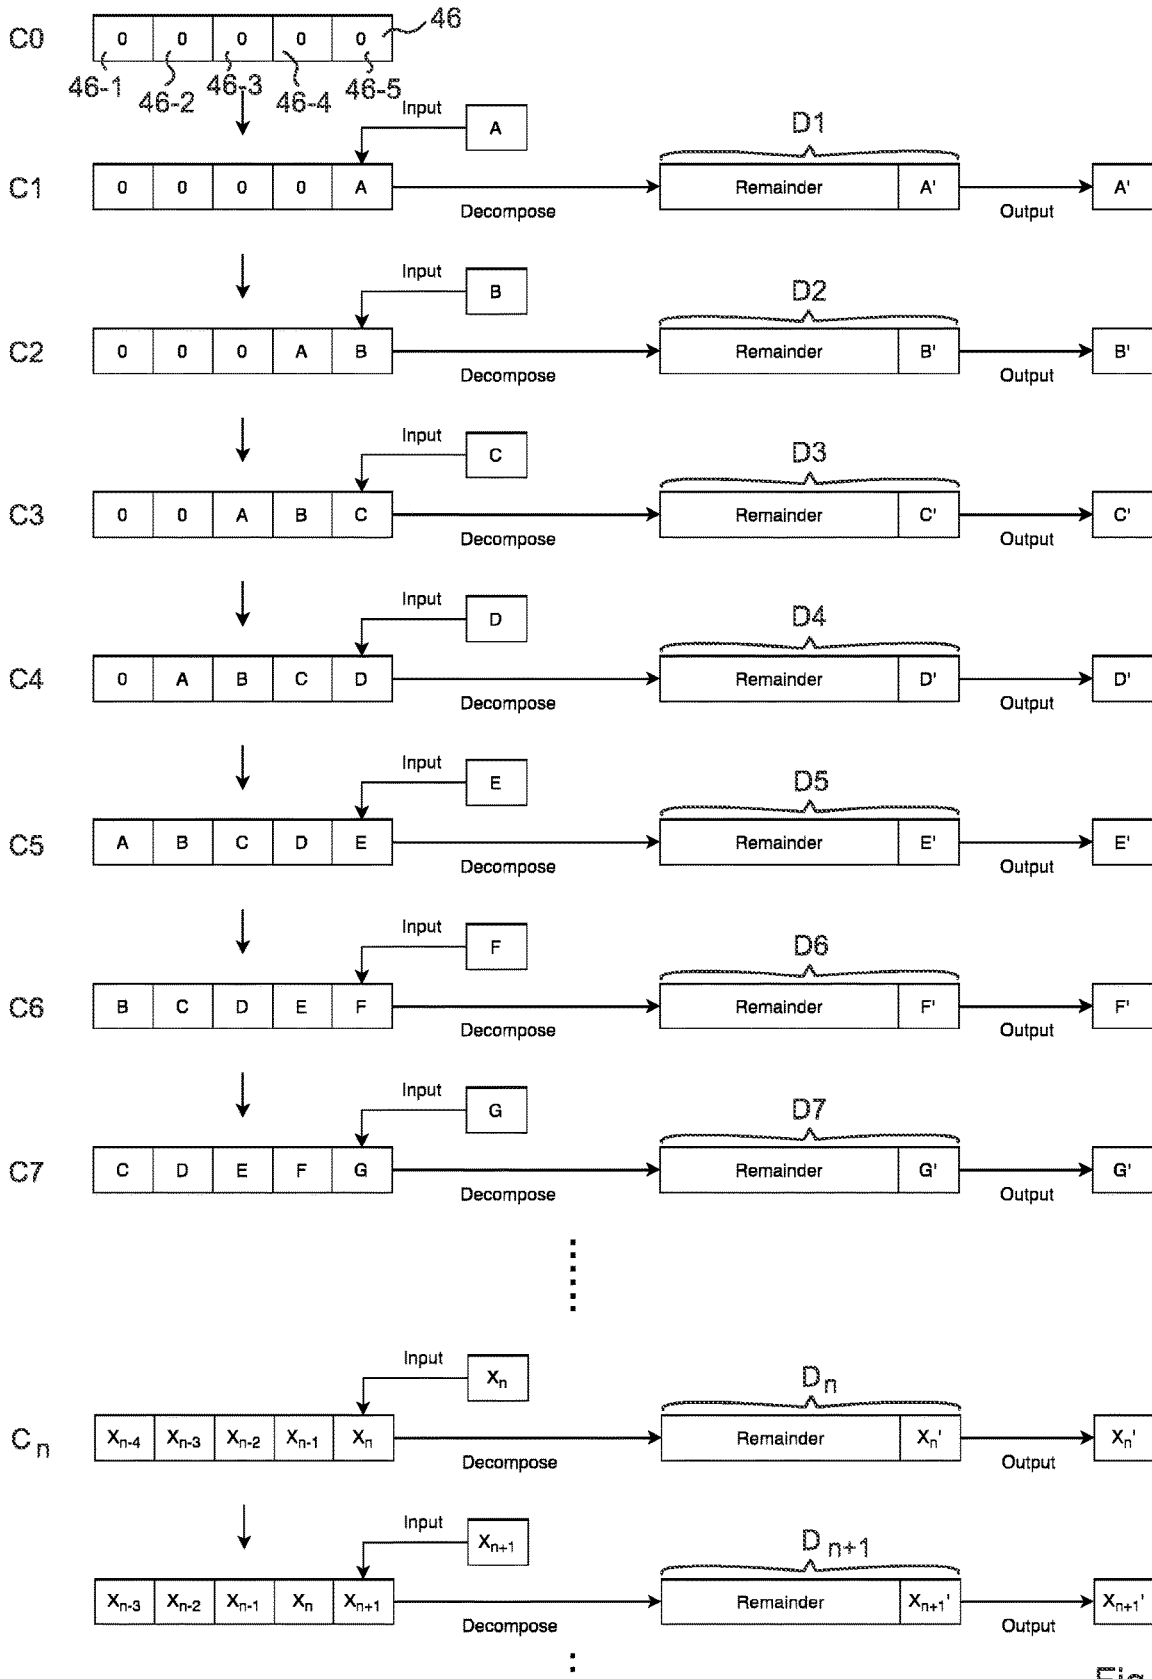 C0 0 0 0 0 0 46
46-1 46-2 46-3 46-4 46-5
Input A
D1
C1 0 0 0 0 A Decompose Remainder A' Output A'
Input B
D2
C2 0 0 0 A B Decompose Remainder B' Output B'
Input C
D3
C3 0 0 A B C Decompose Remainder C' Output C'
Input D
D4
C4 0 A B C D Decompose Remainder D' Output D'
Input E
D5
C5 A B C D E Decompose Remainder E' Output E'
Input F
D6
C6 B C D E F Decompose Remainder F' Output F'
Input G
D7
C7 C D E F G Decompose Remainder G' Output G'
Input Xn
Dn
Cn Xn-4 Xn-3 Xn-2 Xn-1 Xn Decompose Remainder Xn' Output Xn'
Input Xn+1
Dn+1
Xn-3 Xn-2 Xn-1 Xn Xn+1 Decompose Remainder Xn+1' Output Xn+1'